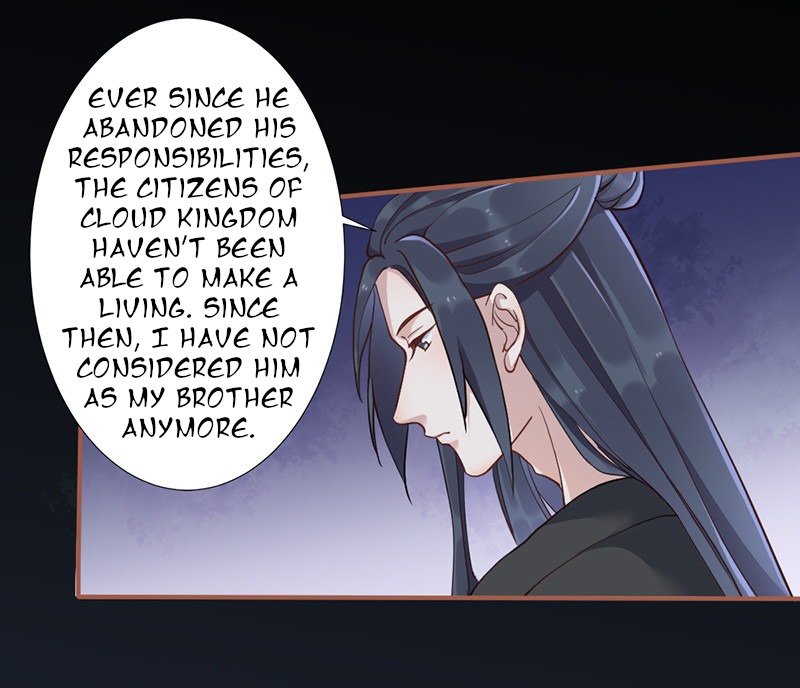 EVER SINCE HE
ABANDONED HIS
RESPONSIBILITIES,
THE CITIZENS OF
CLOUD KINGDOM
HAVEN'T BEEN
ABLE TO MAKE A
LIVING. SINCE
THEN, I HAVE NOT
CONSIDERED HIM
AS MY BROTHER
ANYMORE.